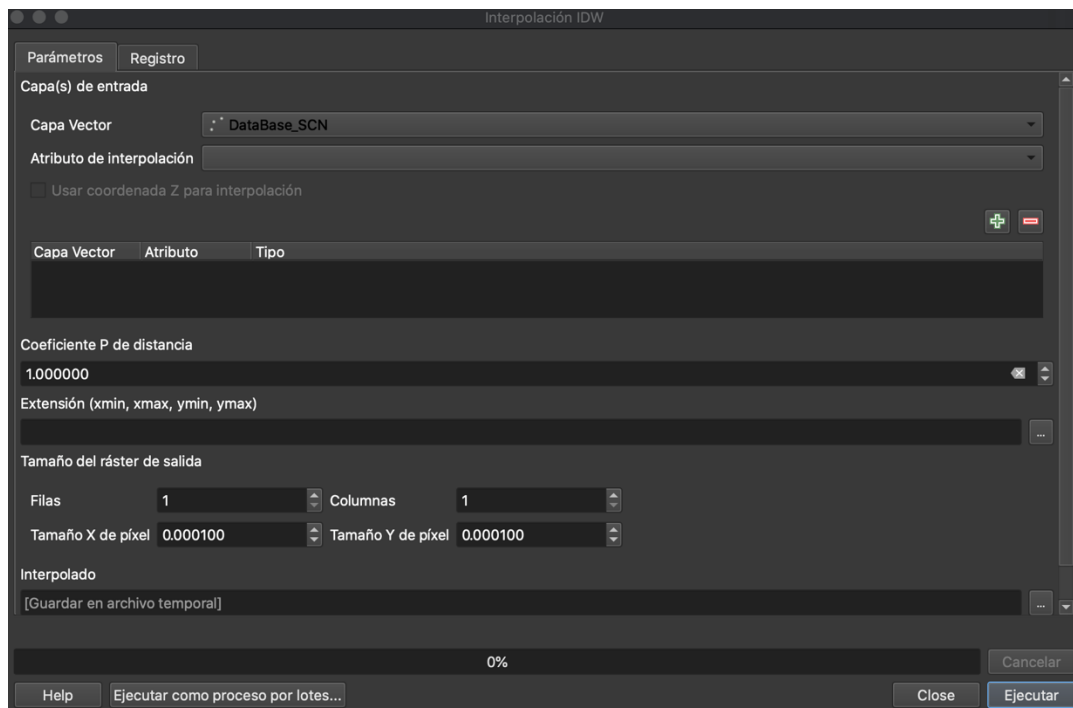 Interpolación IDW
Parámetros Registro
Capa(s) de entrada
Capa Vector DataBase_SCN
Atributo de interpolación
Usar coordenada Z para interpolación
Capa Vector Atributo Tipo
Coeficiente P de distancia
1.000000
Extensión (xmin, xmax, ymin, ymax)
...
Tamaño del ráster de salida
Filas 1 Columnas 1
Tamaño X de píxel 0.000100 Tamaño Y de píxel 0.000100
Interpolado
[Guardar en archivo temporal] ...
0% Cancelar
Help Ejecutar como proceso por lotes... Close Ejecutar